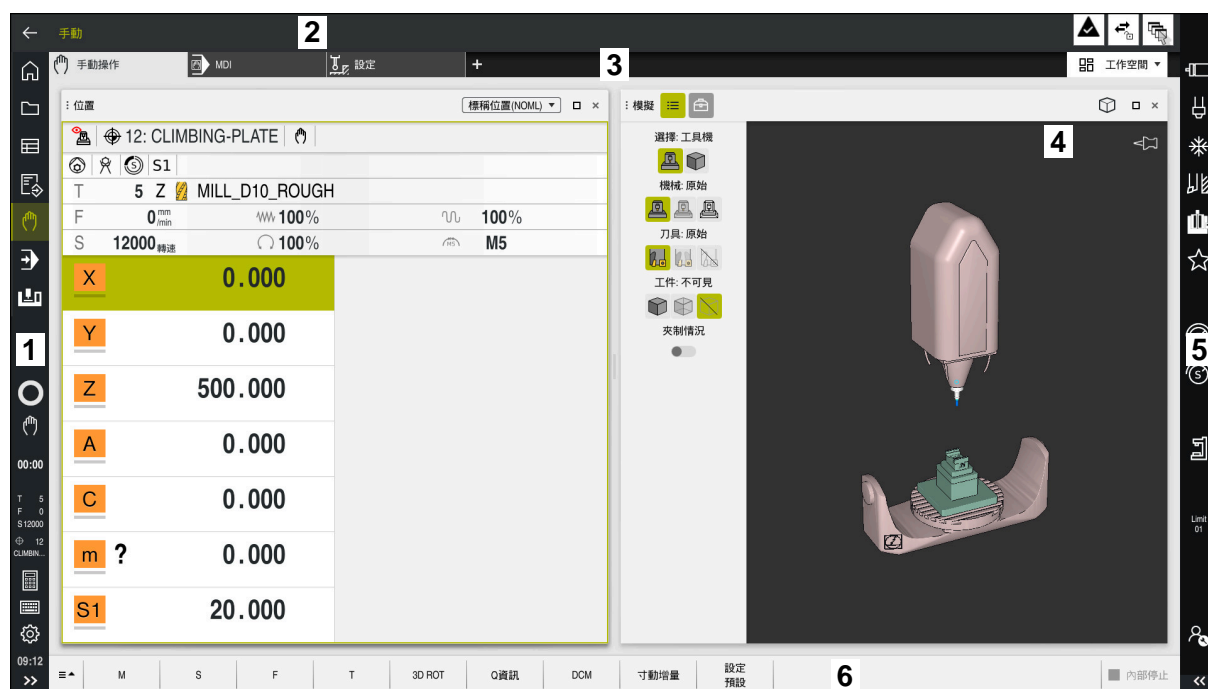 手動
2
手動操作
MDI
設定
+
3
工作空間
位置
標稱位置(NOML)
模擬
4
12: CLIMBING-PLATE
S1
T 5 Z MILL_D10_ROUGH
F 0 mm/min 100% 100%
S 12000 轉速 100% M5
X 0.000
Y 0.000
Z 500.000
A 0.000
C 0.000
m ? 0.000
S1 20.000
選擇: 工具機
機械: 原始
刀具: 原始
工件: 不可見
夾制情況
1
00:00
T 5
F 0
S 12000
12
CLIMBIN...
09:12
5
S
Limit
01
M
S
F
T
3D ROT
Q資訊
DCM
寸動增量
設定
預設
6
內部停止